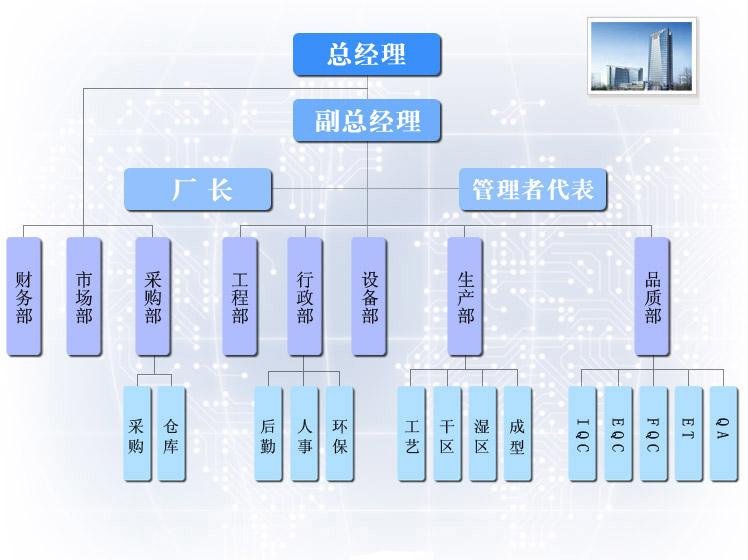 总经理
副总经理
厂 长
管理者代表
财务部
市场部
采购部
工程部
行政部
设备部
生产部
品质部
采购
仓库
后勤
人事
环保
工艺
干区
湿区
成型
IQC
EQC
FQC
ET
QA